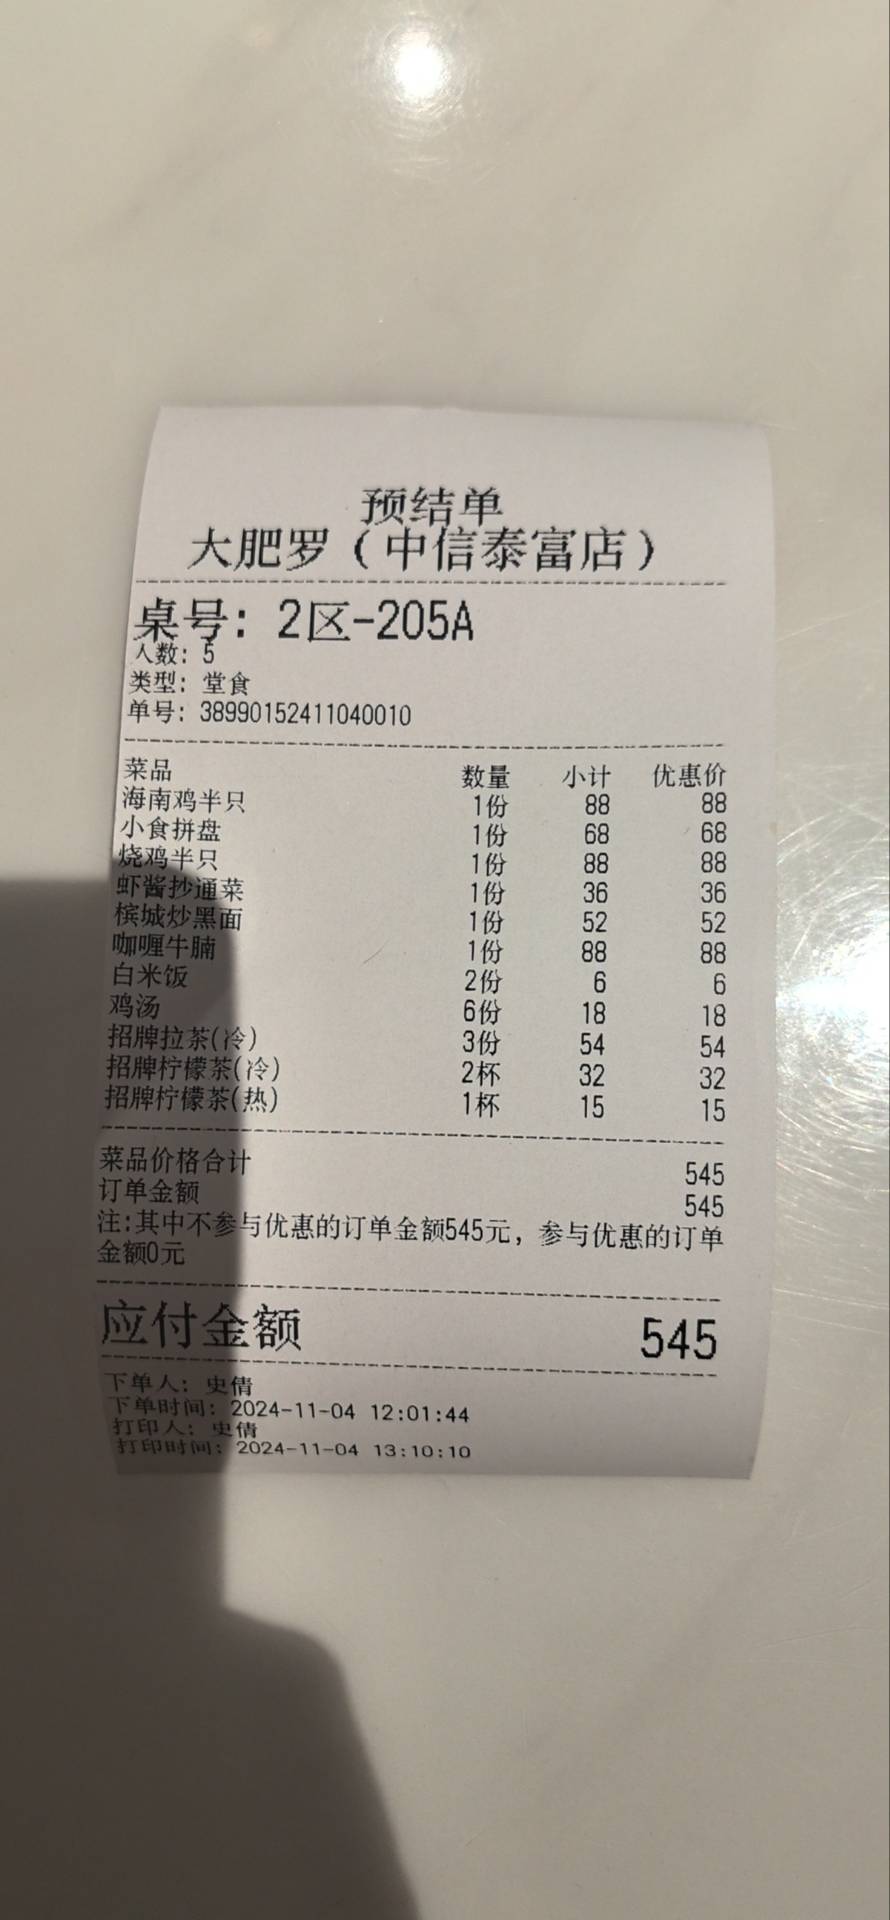 预结单
大肥罗（中信泰富店）
桌号: 2区-205A
人数: 5
类型: 堂食
单号: 38990152411040010
菜品 数量 小计 优惠价
海南鸡半只 1份 88 88
小食拼盘 1份 68 68
烧鸡半只 1份 88 88
虾酱抄通菜 1份 36 36
槟城炒黑面 1份 52 52
咖喱牛腩 1份 88 88
白米饭 2份 6 6
鸡汤 6份 18 18
招牌拉茶(冷) 3份 54 54
招牌柠檬茶(冷) 2杯 32 32
招牌柠檬茶(热) 1杯 15 15
菜品价格合计 545
订单金额 545
注:其中不参与优惠的订单金额545元，参与优惠的订单
金额0元
应付金额 545
下单人: 史倩
下单时间: 2024-11-04 12:01:44
打印人: 史倩
打印时间: 2024-11-04 13:10:10